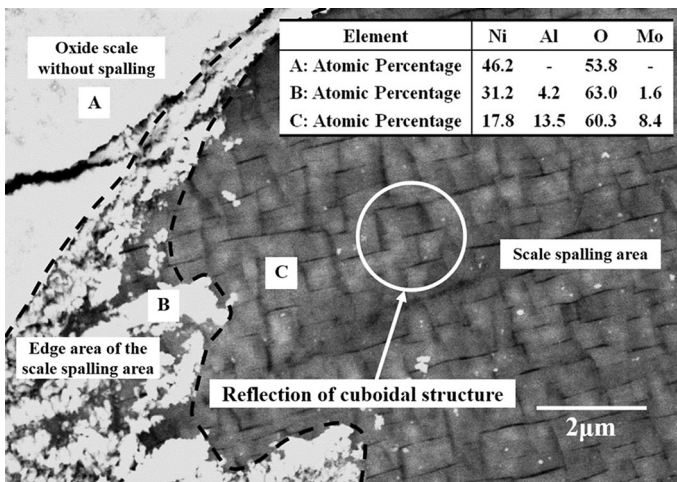 Oxide scale
without spalling
A
Element Ni Al O Mo
A: Atomic Percentage 46.2 - 53.8 -
B: Atomic Percentage 31.2 4.2 63.0 1.6
C: Atomic Percentage 17.8 13.5 60.3 8.4
C
Scale spalling area
B
Edge area of the
scale spalling area
Reflection of cuboidal structure
2μm